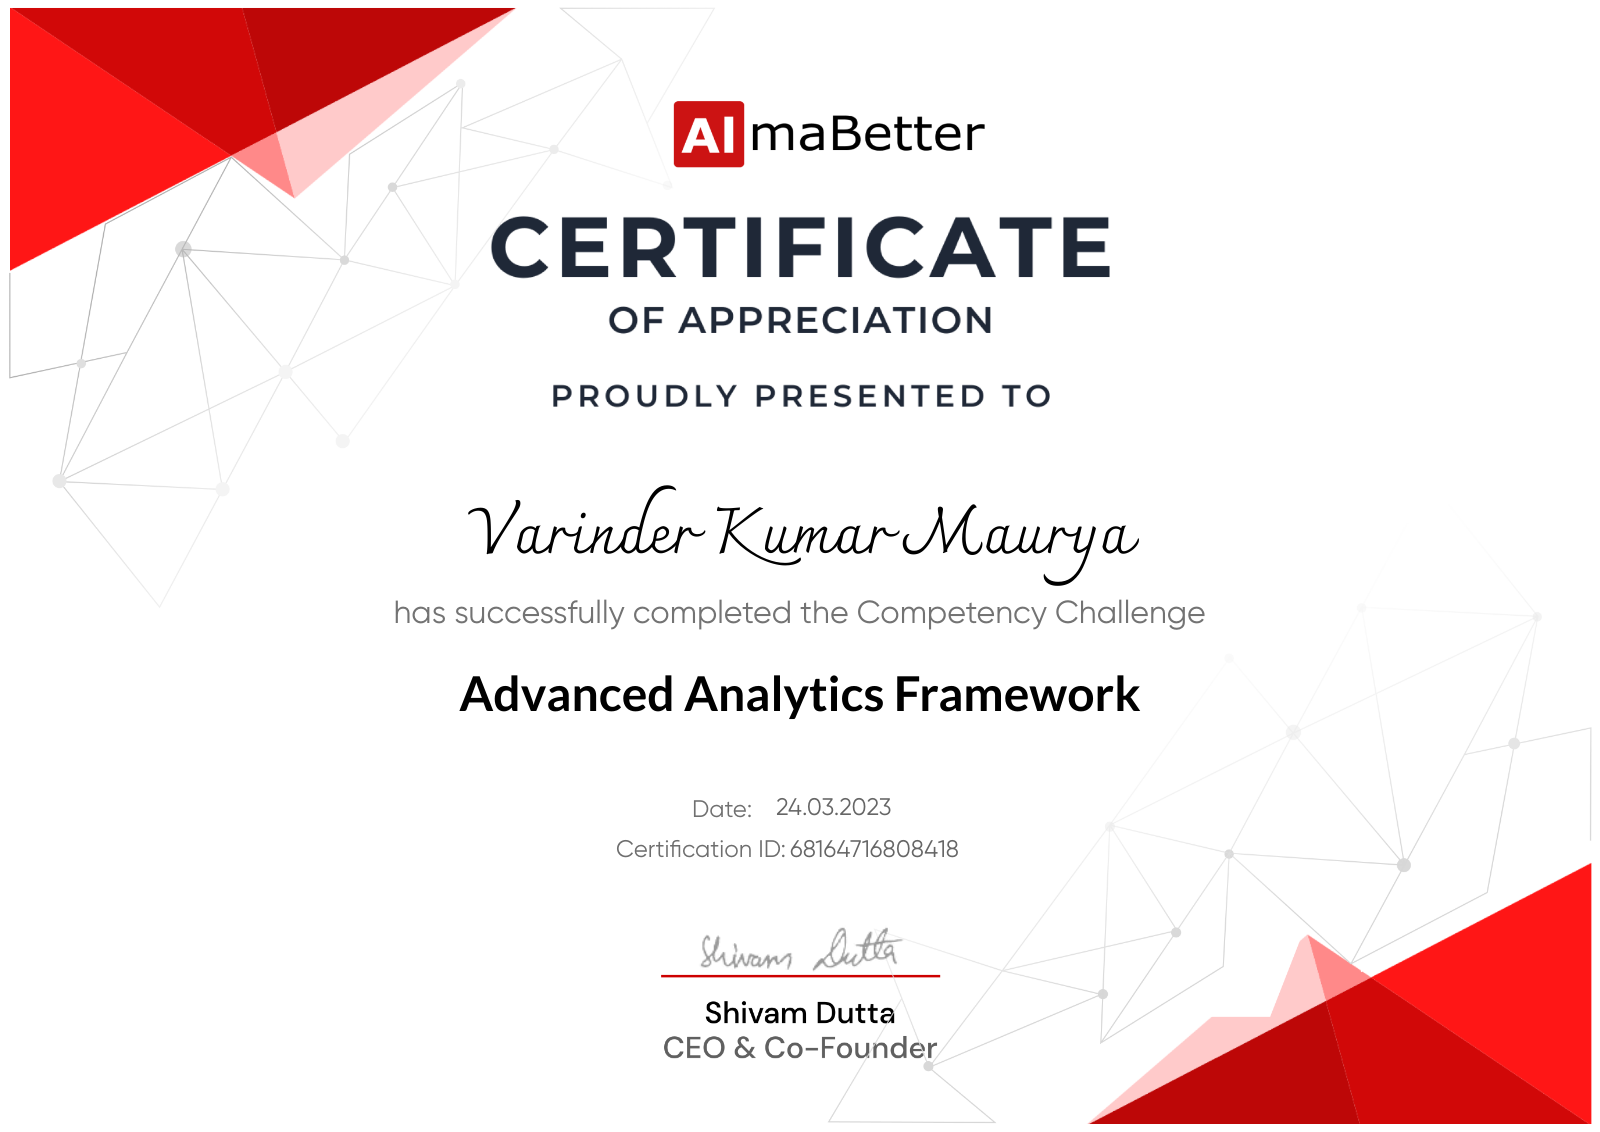 AlmaBetter
CERTIFICATE
OF APPRECIATION
PROUDLY PRESENTED TO
Varinder Kumar Maurya
has successfully completed the Competency Challenge
Advanced Analytics Framework
Date: 24.03.2023
Certification ID: 68164716808418
Shivam Dutta
Shivam Dutta
CEO & Co-Founder